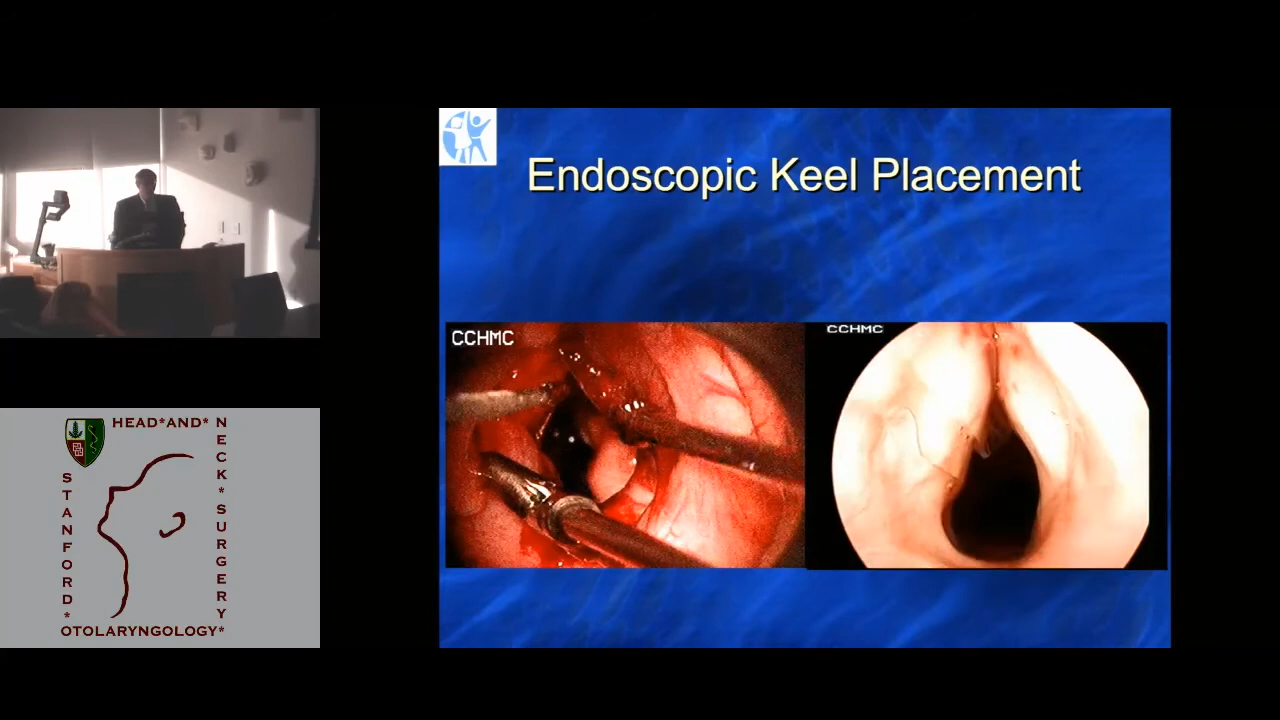 Endoscopic Keel Placement
CCHMC
CCHMC
HEAD*AND*
NECK*SURGERY*
STANFORD*
OTOLARYNGOLOGY*